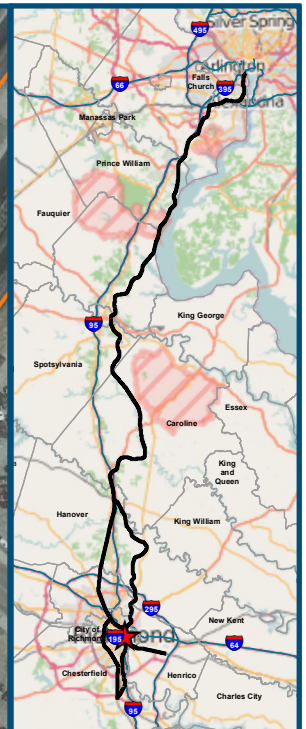 495
Silver Spring
Arlington
66
Falls
Church
395
Manassas Park
Prince William
Fauquier
King George
95
Spotsylvania
Essex
Caroline
King
and
Queen
Hanover
King William
295
New Kent
City of
Richmond
195
64
Chesterfield
Henrico
Charles City
95